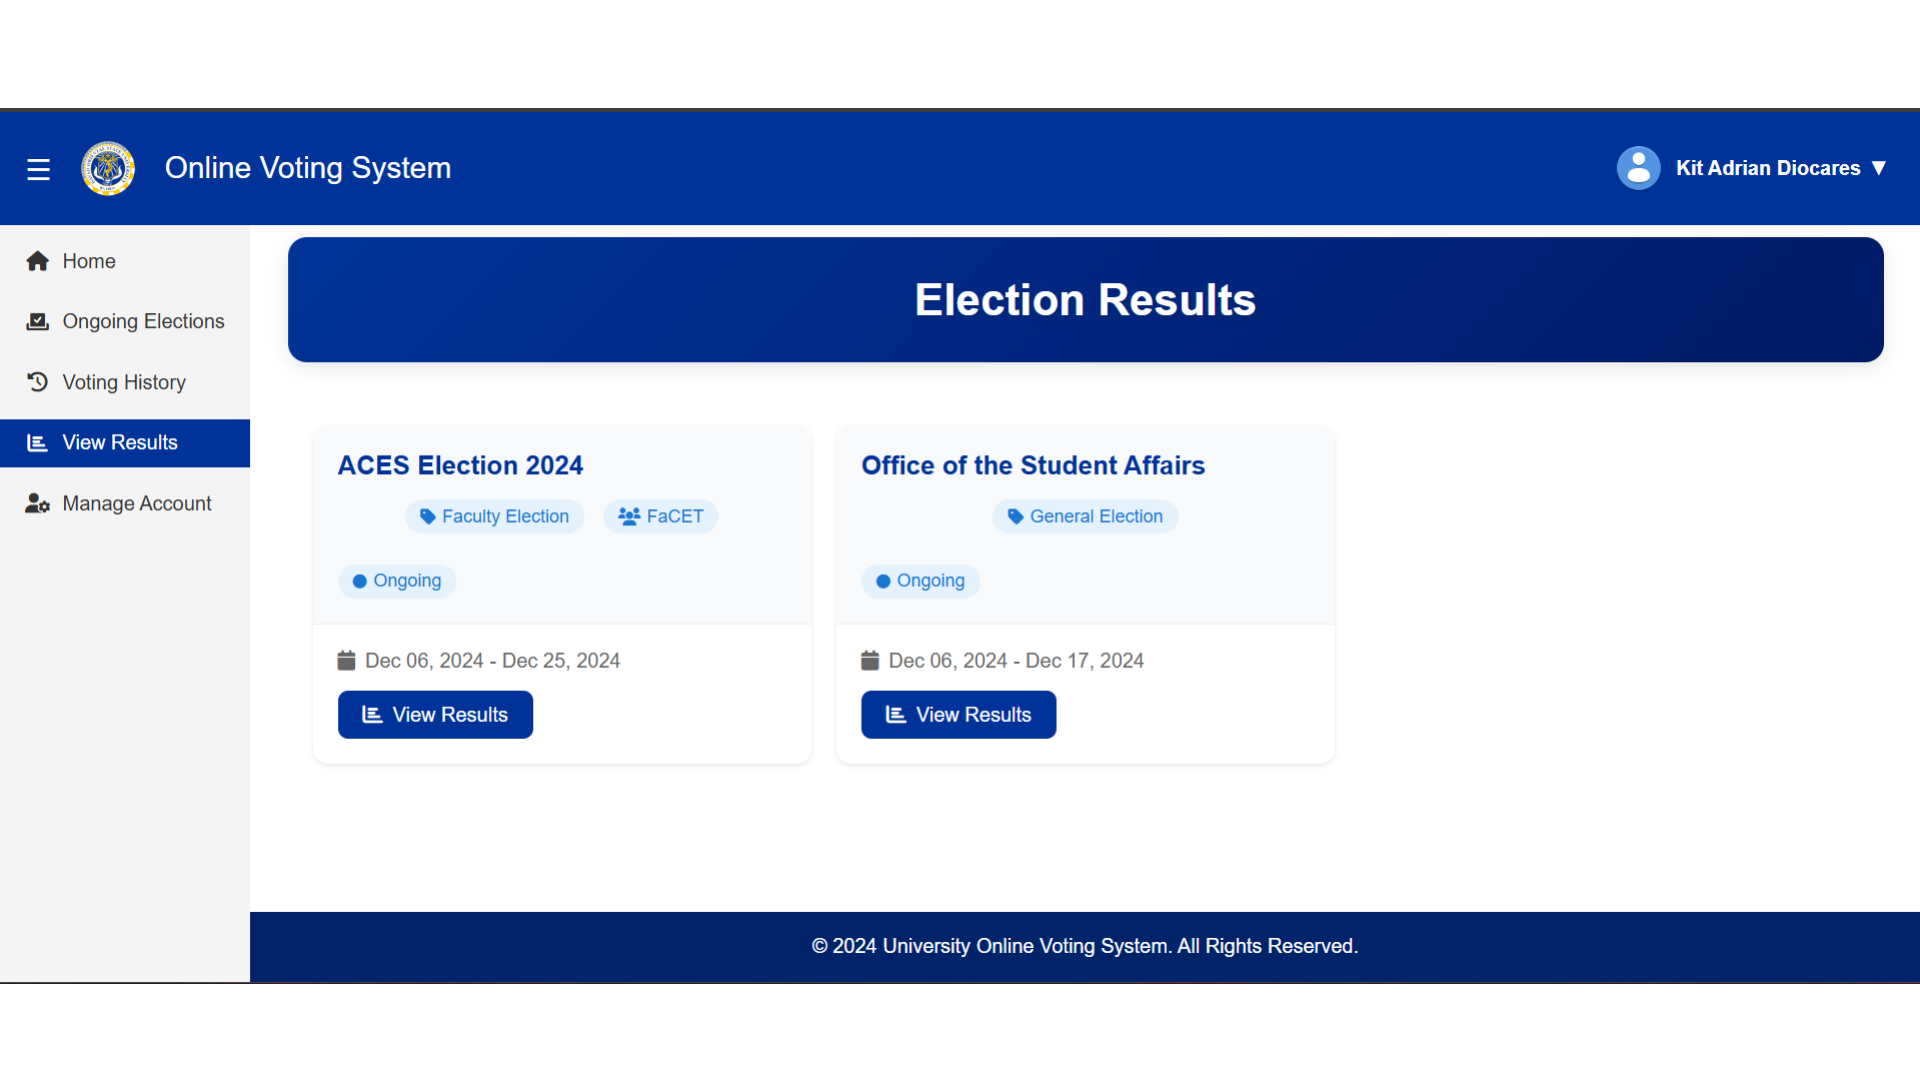 Online Voting System
Kit Adrian Diocares ▼
Home
Ongoing Elections
Voting History
View Results
Manage Account
Election Results
ACES Election 2024
Faculty Election
FaCET
Ongoing
Dec 06, 2024 - Dec 25, 2024
View Results
Office of the Student Affairs
General Election
Ongoing
Dec 06, 2024 - Dec 17, 2024
View Results
© 2024 University Online Voting System. All Rights Reserved.